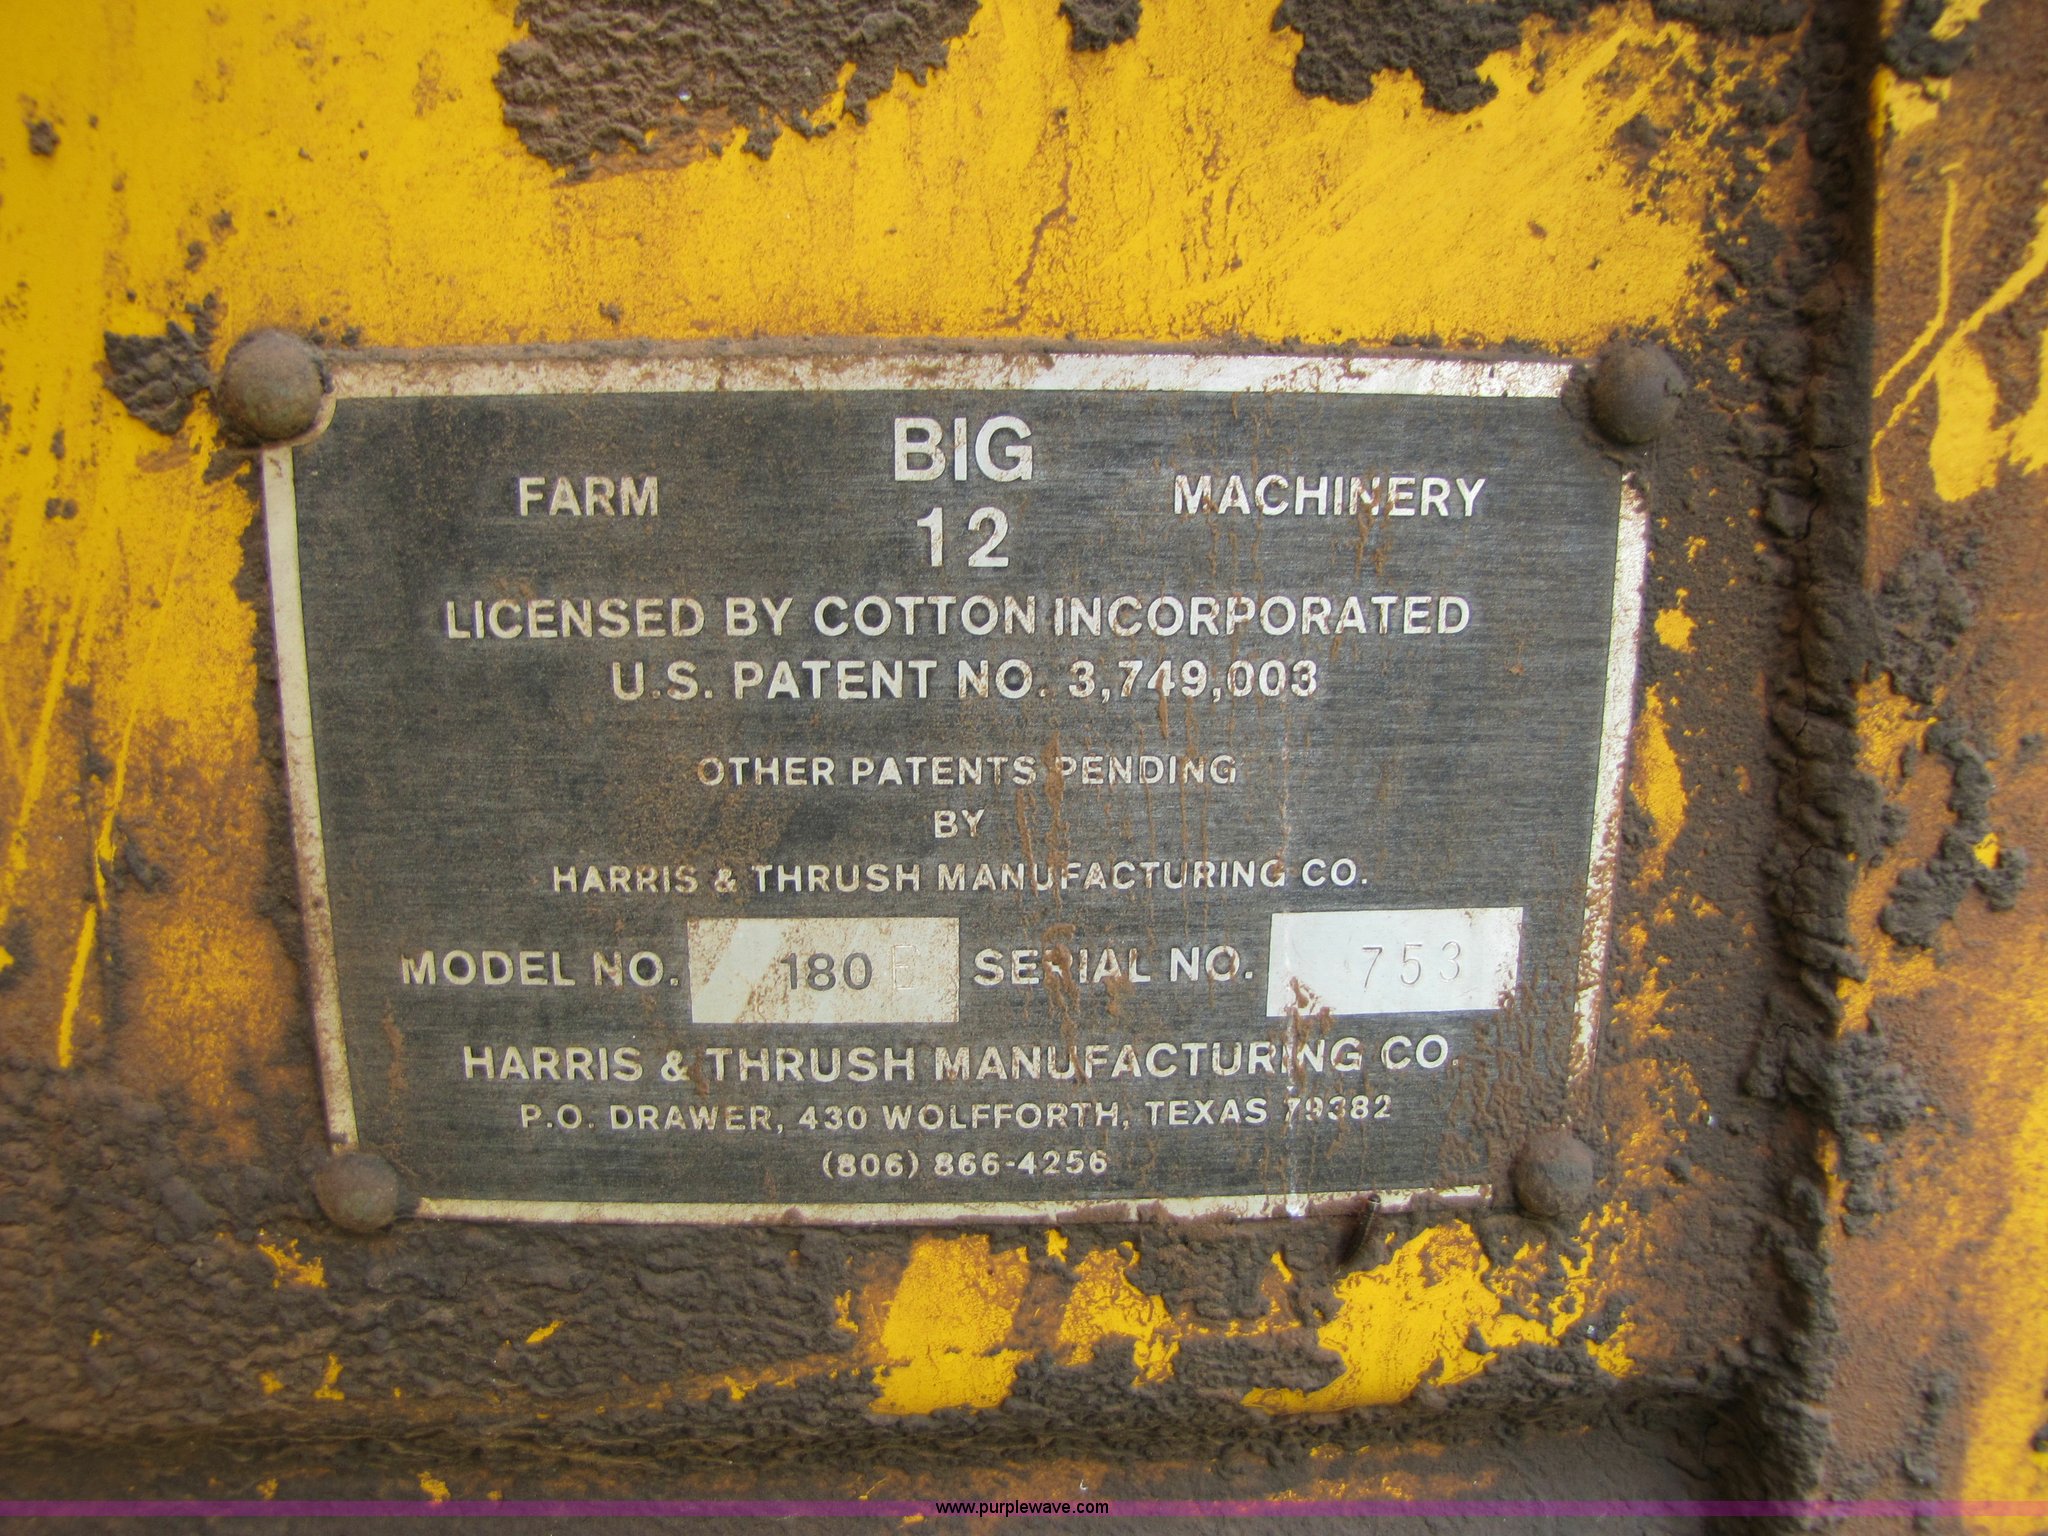 BIG
FARM MACHINERY
12
LICENSED BY COTTON INCORPORATED
U.S. PATENT NO. 3,749,003
OTHER PATENTS PENDING
BY
HARRIS & THRUSH MANUFACTURING CO.
MODEL NO. 180 E SERIAL NO. 753
HARRIS & THRUSH MANUFACTURING CO.
P.O. DRAWER, 430 WOLFFORTH, TEXAS 79382
(806) 866-4256
www.purplewave.com